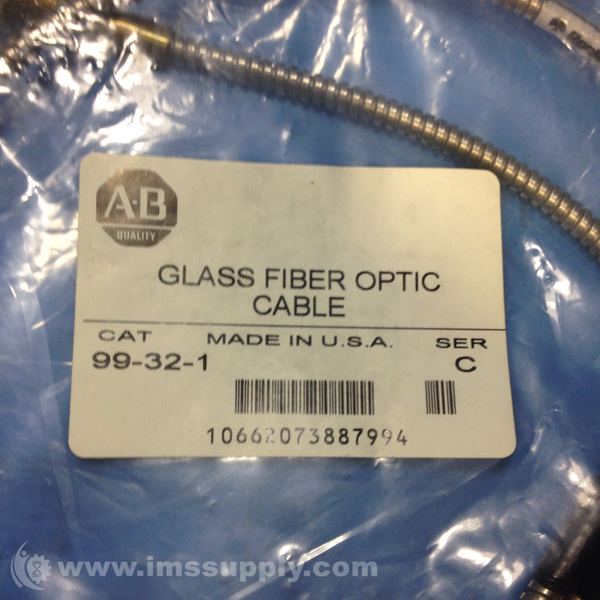 A-B
QUALITY
GLASS FIBER OPTIC
CABLE
CAT MADE IN U.S.A. SER
99-32-1 C
10662073887994
www.imssupply.com